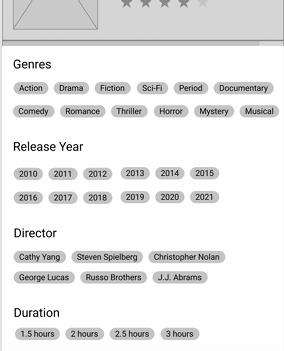 Genres
Action Drama Fiction Sci-Fi Period Documentary
Comedy Romance Thriller Horror Mystery Musical
Release Year
2010 2011 2012 2013 2014 2015
2016 2017 2018 2019 2020 2021
Director
Cathy Yang Steven Spielberg Christopher Nolan
George Lucas Russo Brothers J.J. Abrams
Duration
1.5 hours 2 hours 2.5 hours 3 hours